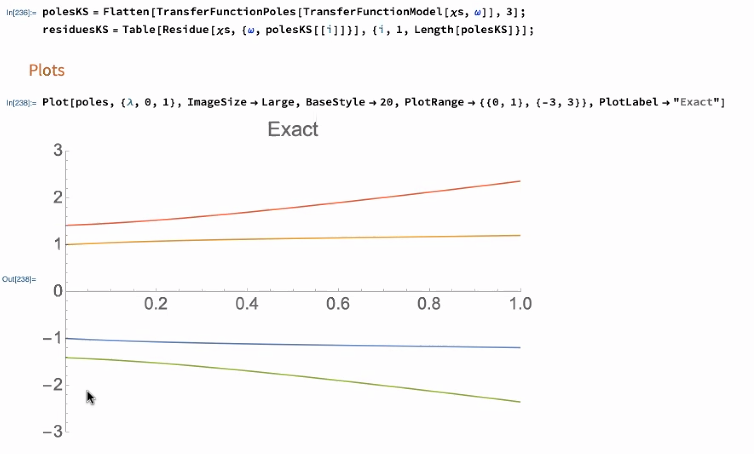 In[236]:= polesKS = Flatten[TransferFunctionPoles[TransferFunctionModel[χs, ω]], 3];
residuesKS = Table[Residue[χs, {ω, polesKS[[i]]}], {i, 1, Length[polesKS]}];
Plots
In[238]:= Plot[poles, {λ, 0, 1}, ImageSize → Large, BaseStyle → 20, PlotRange → {{0, 1}, {-3, 3}}, PlotLabel → "Exact"]
Exact
3
2
1
Out[238]= 0
0.2 0.4 0.6 0.8 1.0
-1
-2
-3